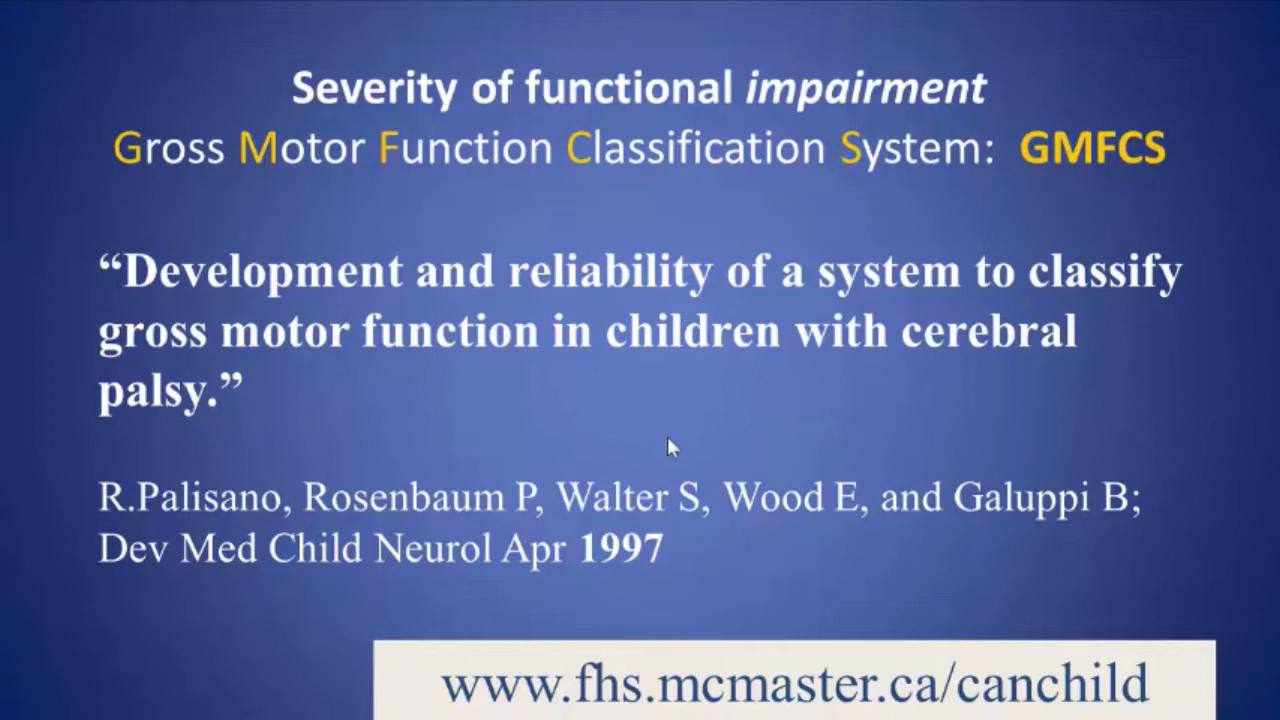 Severity of functional impairment
Gross Motor Function Classification System: GMFCS
“Development and reliability of a system to classify
gross motor function in children with cerebral
palsy.”
R.Palisano, Rosenbaum P, Walter S, Wood E, and Galuppi B;
Dev Med Child Neurol Apr 1997
www.fhs.mcmaster.ca/canchild